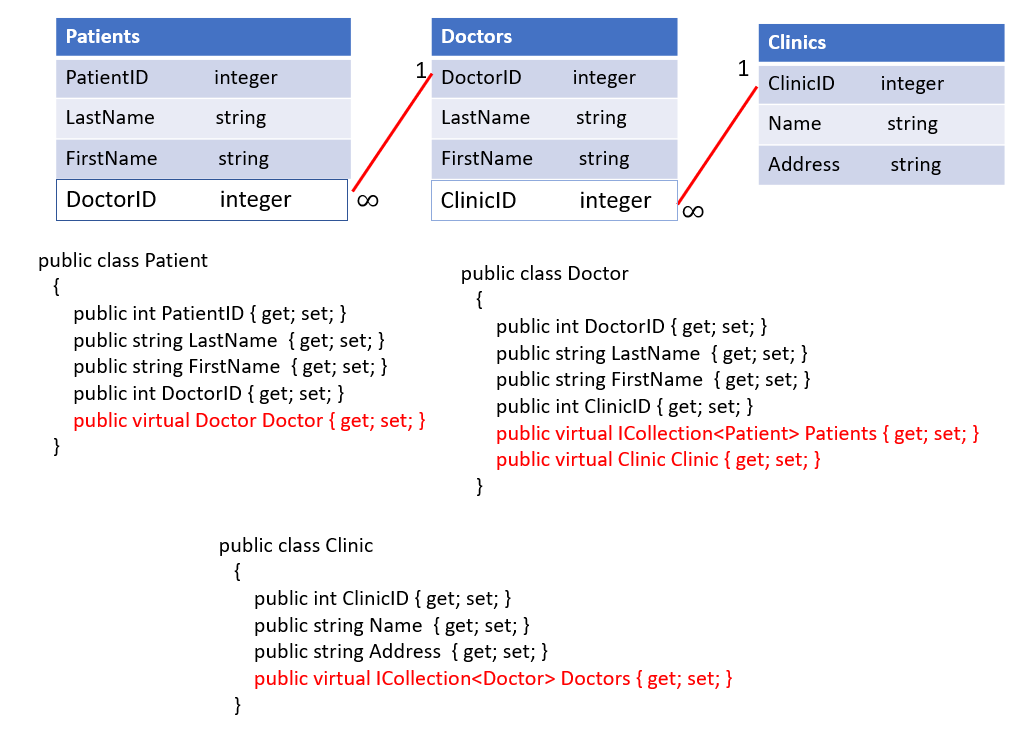 Patients
PatientID integer
LastName string
FirstName string
DoctorID integer
∞
1
Doctors
DoctorID integer
LastName string
FirstName string
ClinicID integer
∞
1
Clinics
ClinicID integer
Name string
Address string
public class Patient
{
public int PatientID { get; set; }
public string LastName { get; set; }
public string FirstName { get; set; }
public int DoctorID { get; set; }
public virtual Doctor Doctor { get; set; }
}
public class Doctor
{
public int DoctorID { get; set; }
public string LastName { get; set; }
public string FirstName { get; set; }
public int ClinicID { get; set; }
public virtual ICollection<Patient> Patients { get; set; }
public virtual Clinic Clinic { get; set; }
}
public class Clinic
{
public int ClinicID { get; set; }
public string Name { get; set; }
public string Address { get; set; }
public virtual ICollection<Doctor> Doctors { get; set; }
}